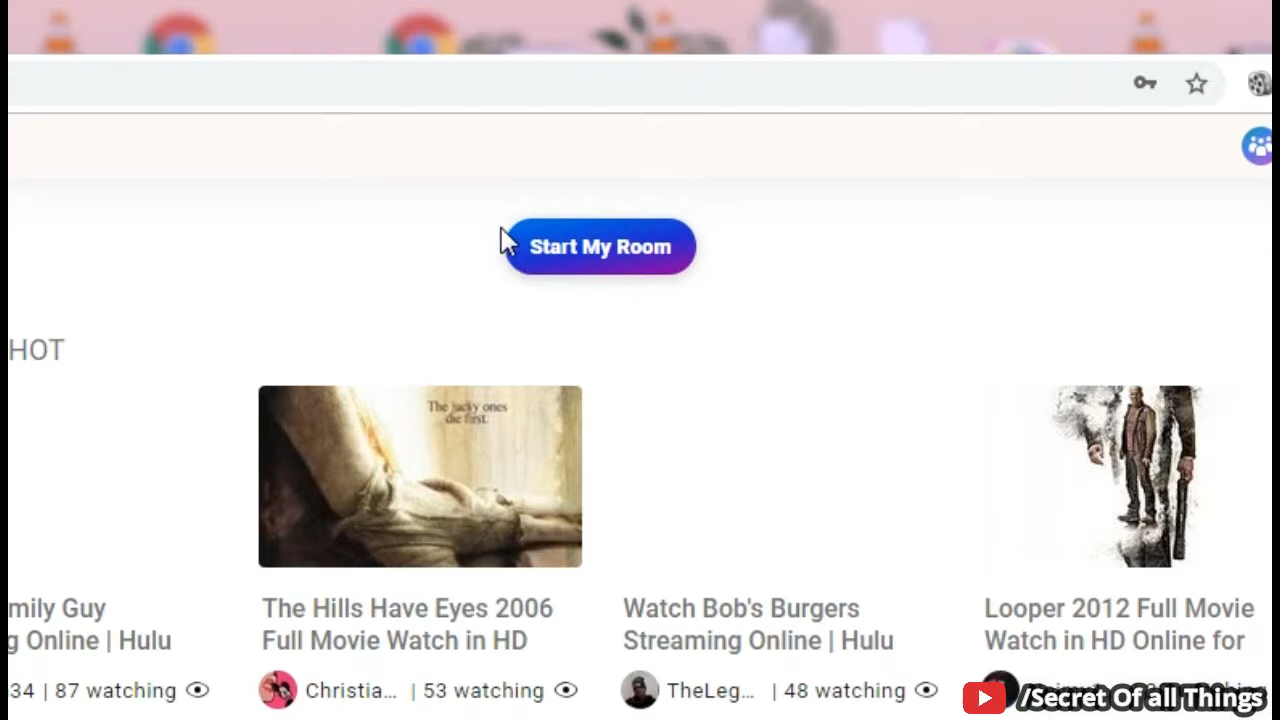 Start My Room
HOT
The lucky ones
die first.
mily Guy
g Online | Hulu
34 | 87 watching
The Hills Have Eyes 2006
Full Movie Watch in HD
Christia... | 53 watching
Watch Bob's Burgers
Streaming Online | Hulu
TheLeg... | 48 watching
Looper 2012 Full Movie
Watch in HD Online for
/Secret Of all Things